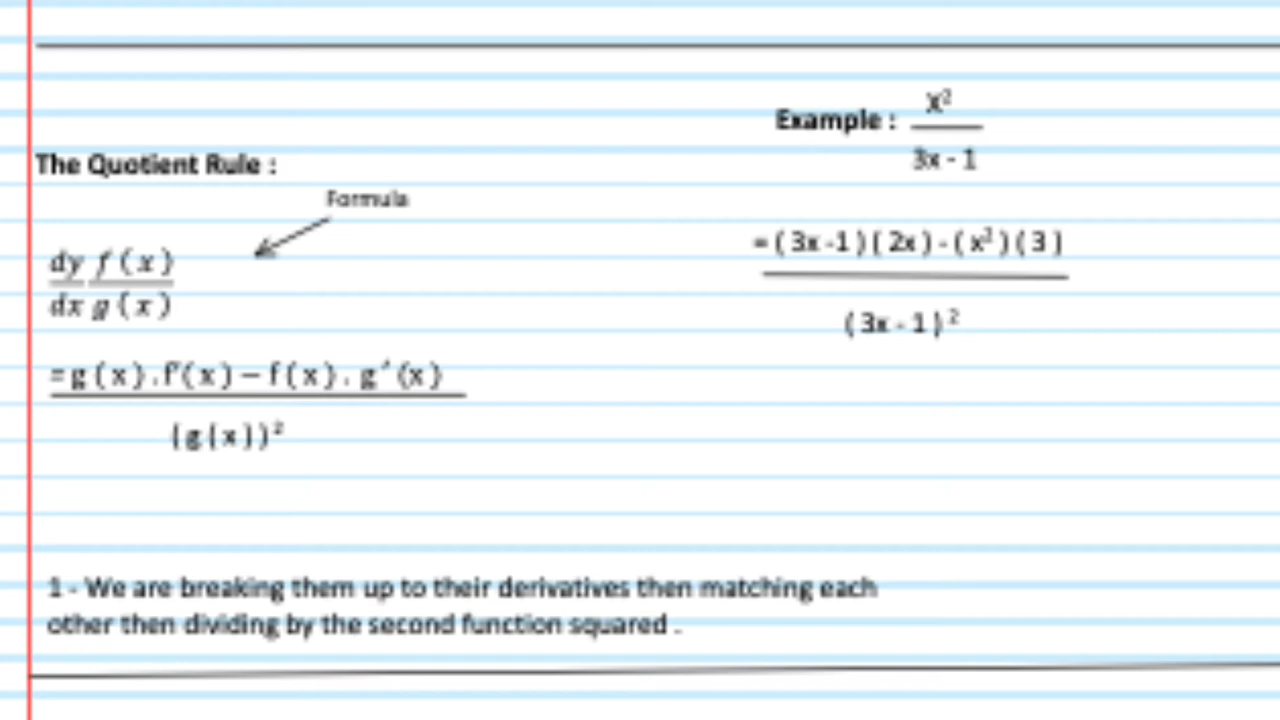 Example : x²
3x - 1
The Quotient Rule :
Formula
= ( 3x -1 ) ( 2x ) - ( x² ) ( 3 )
dy f ( x )
dx g ( x )
( 3x - 1 ) ²
= g ( x ) . f'( x ) – f ( x ) . g ’ (x )
( g ( x ) ) ²
1 - We are breaking them up to their derivatives then matching each
other then dividing by the second function squared .